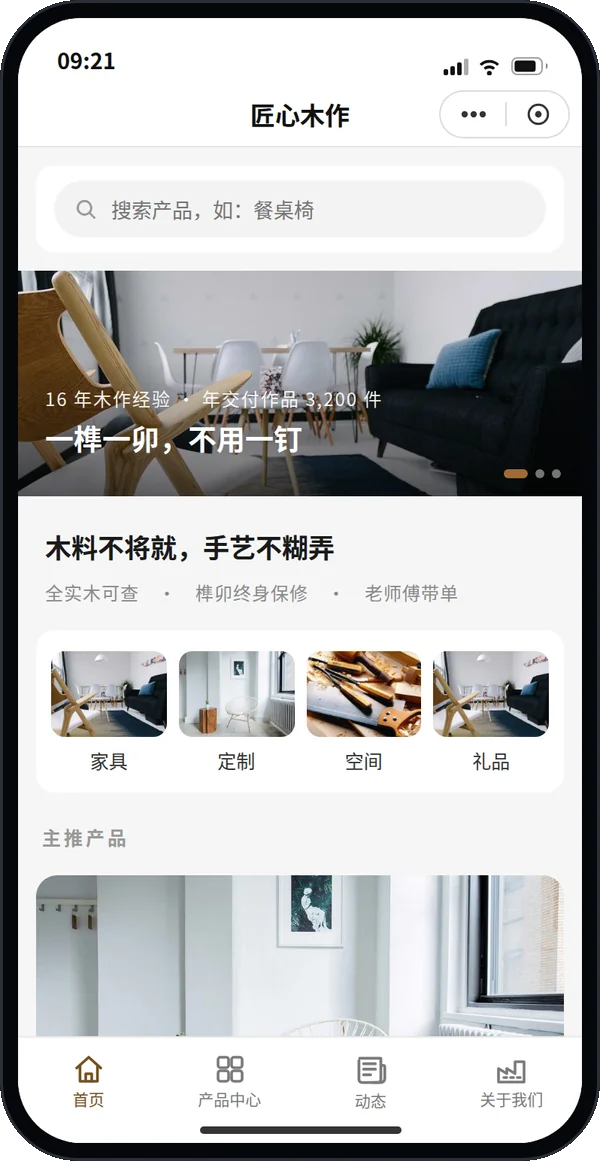 09:21
匠心木作
搜索产品，如：餐桌椅
16 年木作经验 · 年交付作品 3,200 件
一榫一卯，不用一钉
木料不将就，手艺不糊弄
全实木可查 · 榫卯终身保修 · 老师傅带单
家具 定制 空间 礼品
主推产品
首页 产品中心 动态 关于我们